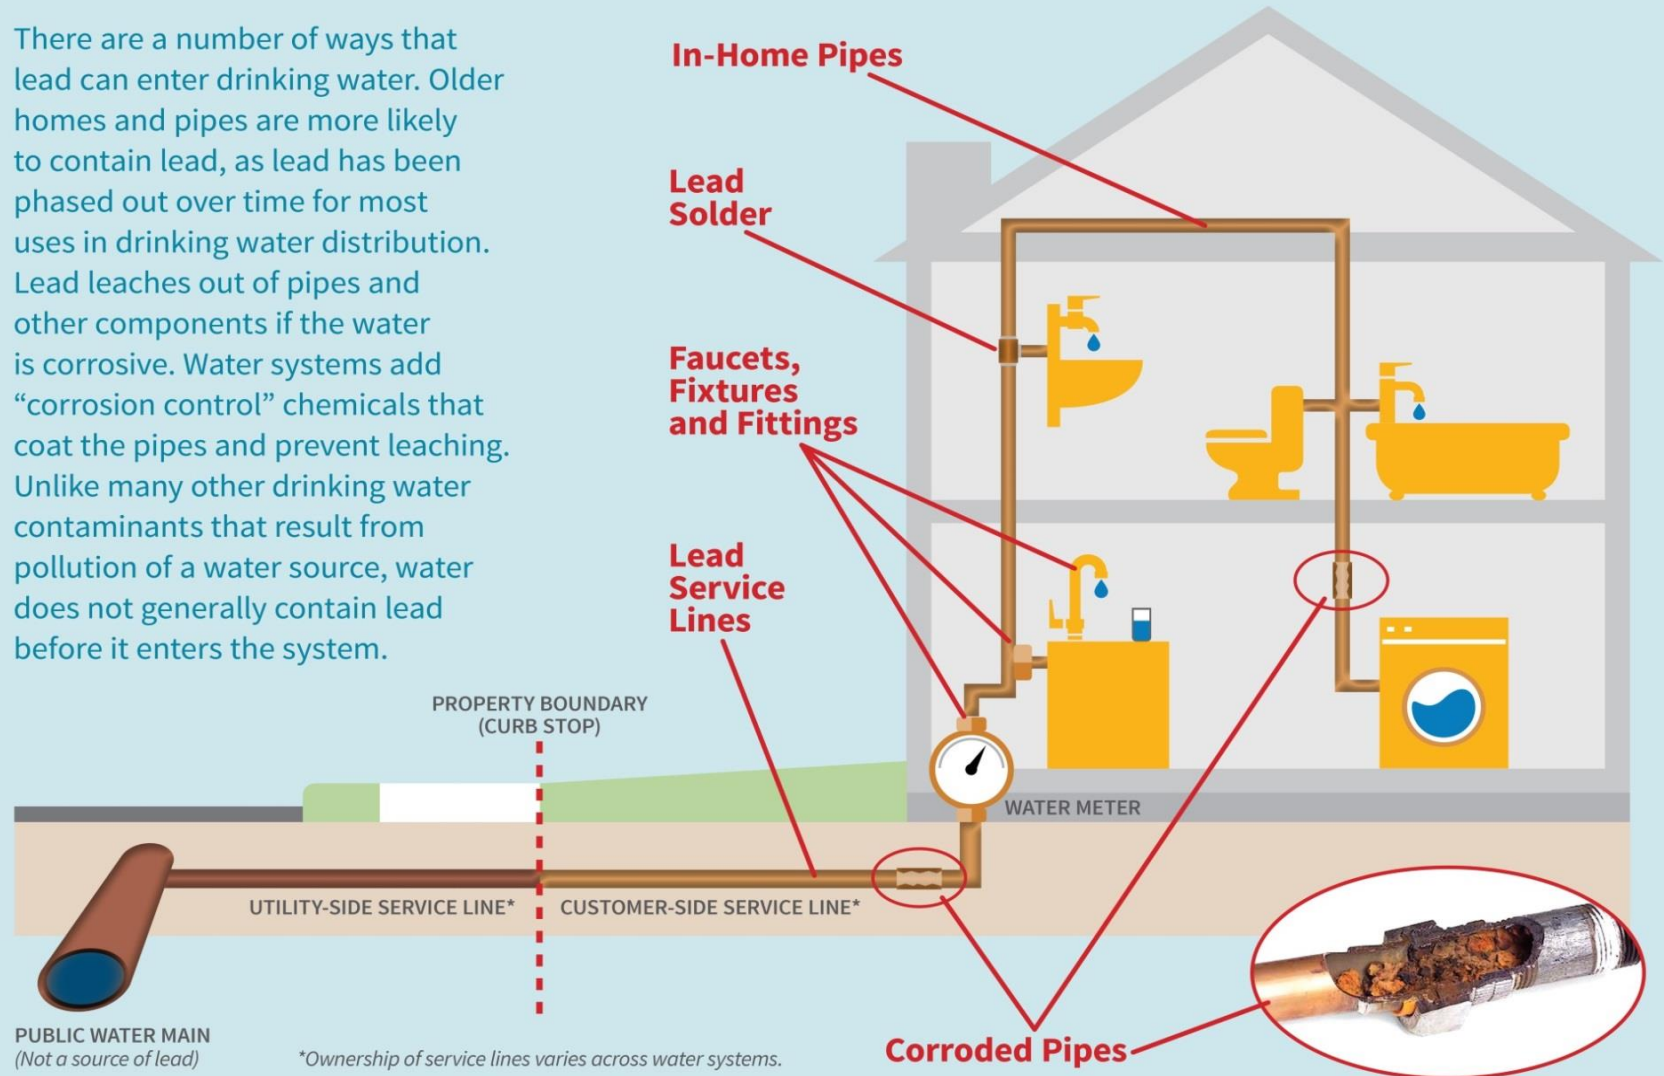 There are a number of ways that
lead can enter drinking water. Older
homes and pipes are more likely
to contain lead, as lead has been
phased out over time for most
uses in drinking water distribution.
Lead leaches out of pipes and
other components if the water
is corrosive. Water systems add
“corrosion control” chemicals that
coat the pipes and prevent leaching.
Unlike many other drinking water
contaminants that result from
pollution of a water source, water
does not generally contain lead
before it enters the system.
In-Home Pipes
Lead
Solder
Faucets,
Fixtures
and Fittings
Lead
Service
Lines
PROPERTY BOUNDARY
(CURB STOP)
WATER METER
UTILITY-SIDE SERVICE LINE*
CUSTOMER-SIDE SERVICE LINE*
PUBLIC WATER MAIN
(Not a source of lead)
*Ownership of service lines varies across water systems.
Corroded Pipes